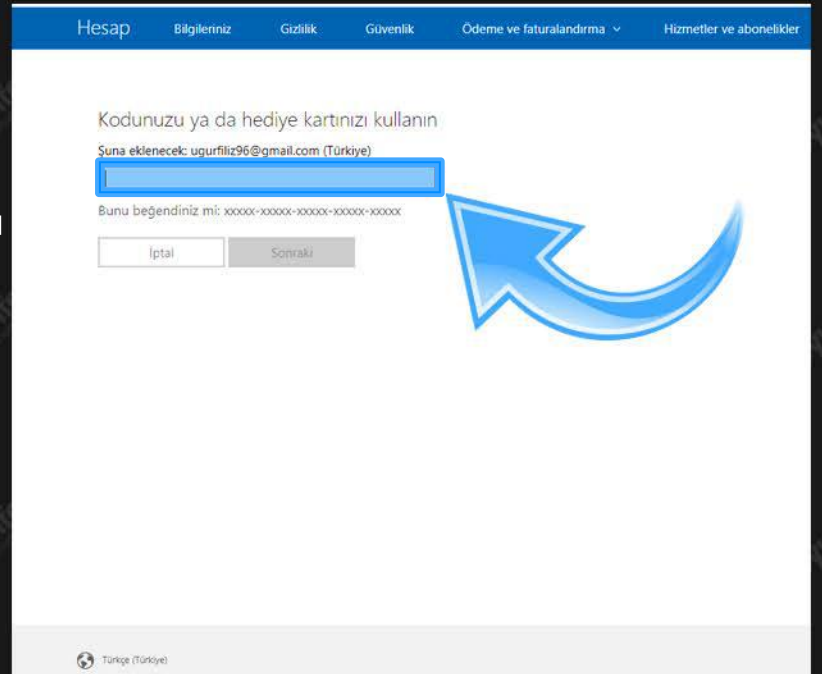 Hesap Bilgileriniz Gizlilik Güvenlik Ödeme ve faturalandırma Hizmetler ve abonelikler
Kodunuzu ya da hediye kartınızı kullanın
Şuna eklenecek: ugurfiliz96@gmail.com (Türkiye)
Bunu beğendiniz mi: xxxxx-xxxxx-xxxxx-xxxxx-xxxxx
İptal Sonraki
Türkçe (Türkiye)